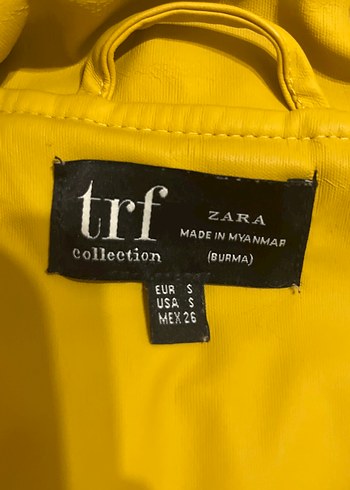 trf
collection
ZARA
MADE IN MYANMAR
(BURMA)
EUR S
USA S
MEX 26